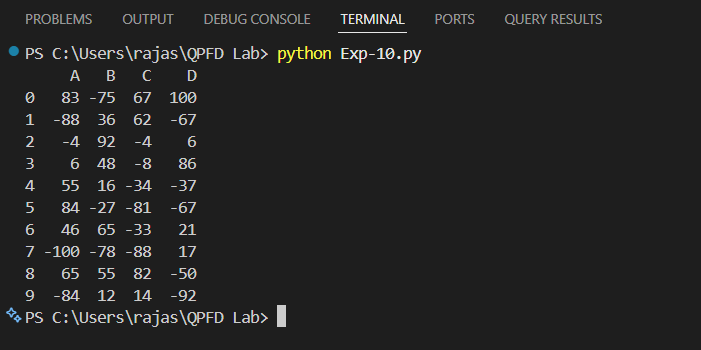 PROBLEMS OUTPUT DEBUG CONSOLE TERMINAL PORTS QUERY RESULTS
PS C:\Users\rajas\QPFD Lab> python Exp-10.py
     A   B   C    D
0   83 -75  67  100
1  -88  36  62  -67
2   -4  92  -4    6
3    6  48  -8   86
4   55  16 -34  -37
5   84 -27 -81  -67
6   46  65 -33   21
7 -100 -78 -88   17
8   65  55  82  -50
9  -84  12  14  -92
PS C:\Users\rajas\QPFD Lab>